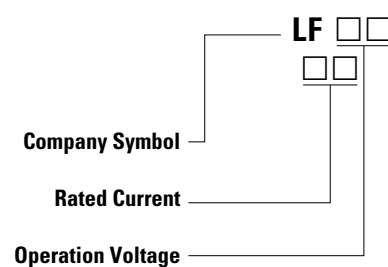 LF □□
□□
Company Symbol
Rated Current
Operation Voltage